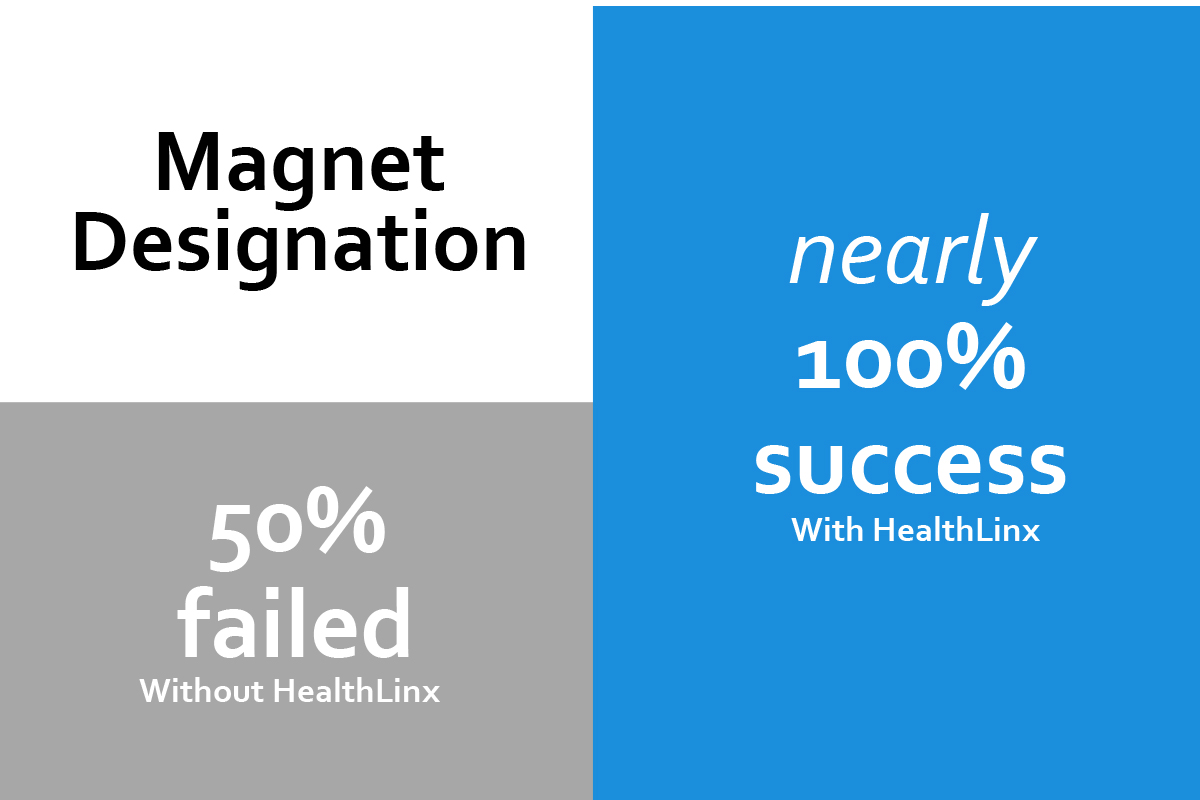 Magnet
Designation
50%
failed
Without HealthLinx
nearly
100%
success
With HealthLinx